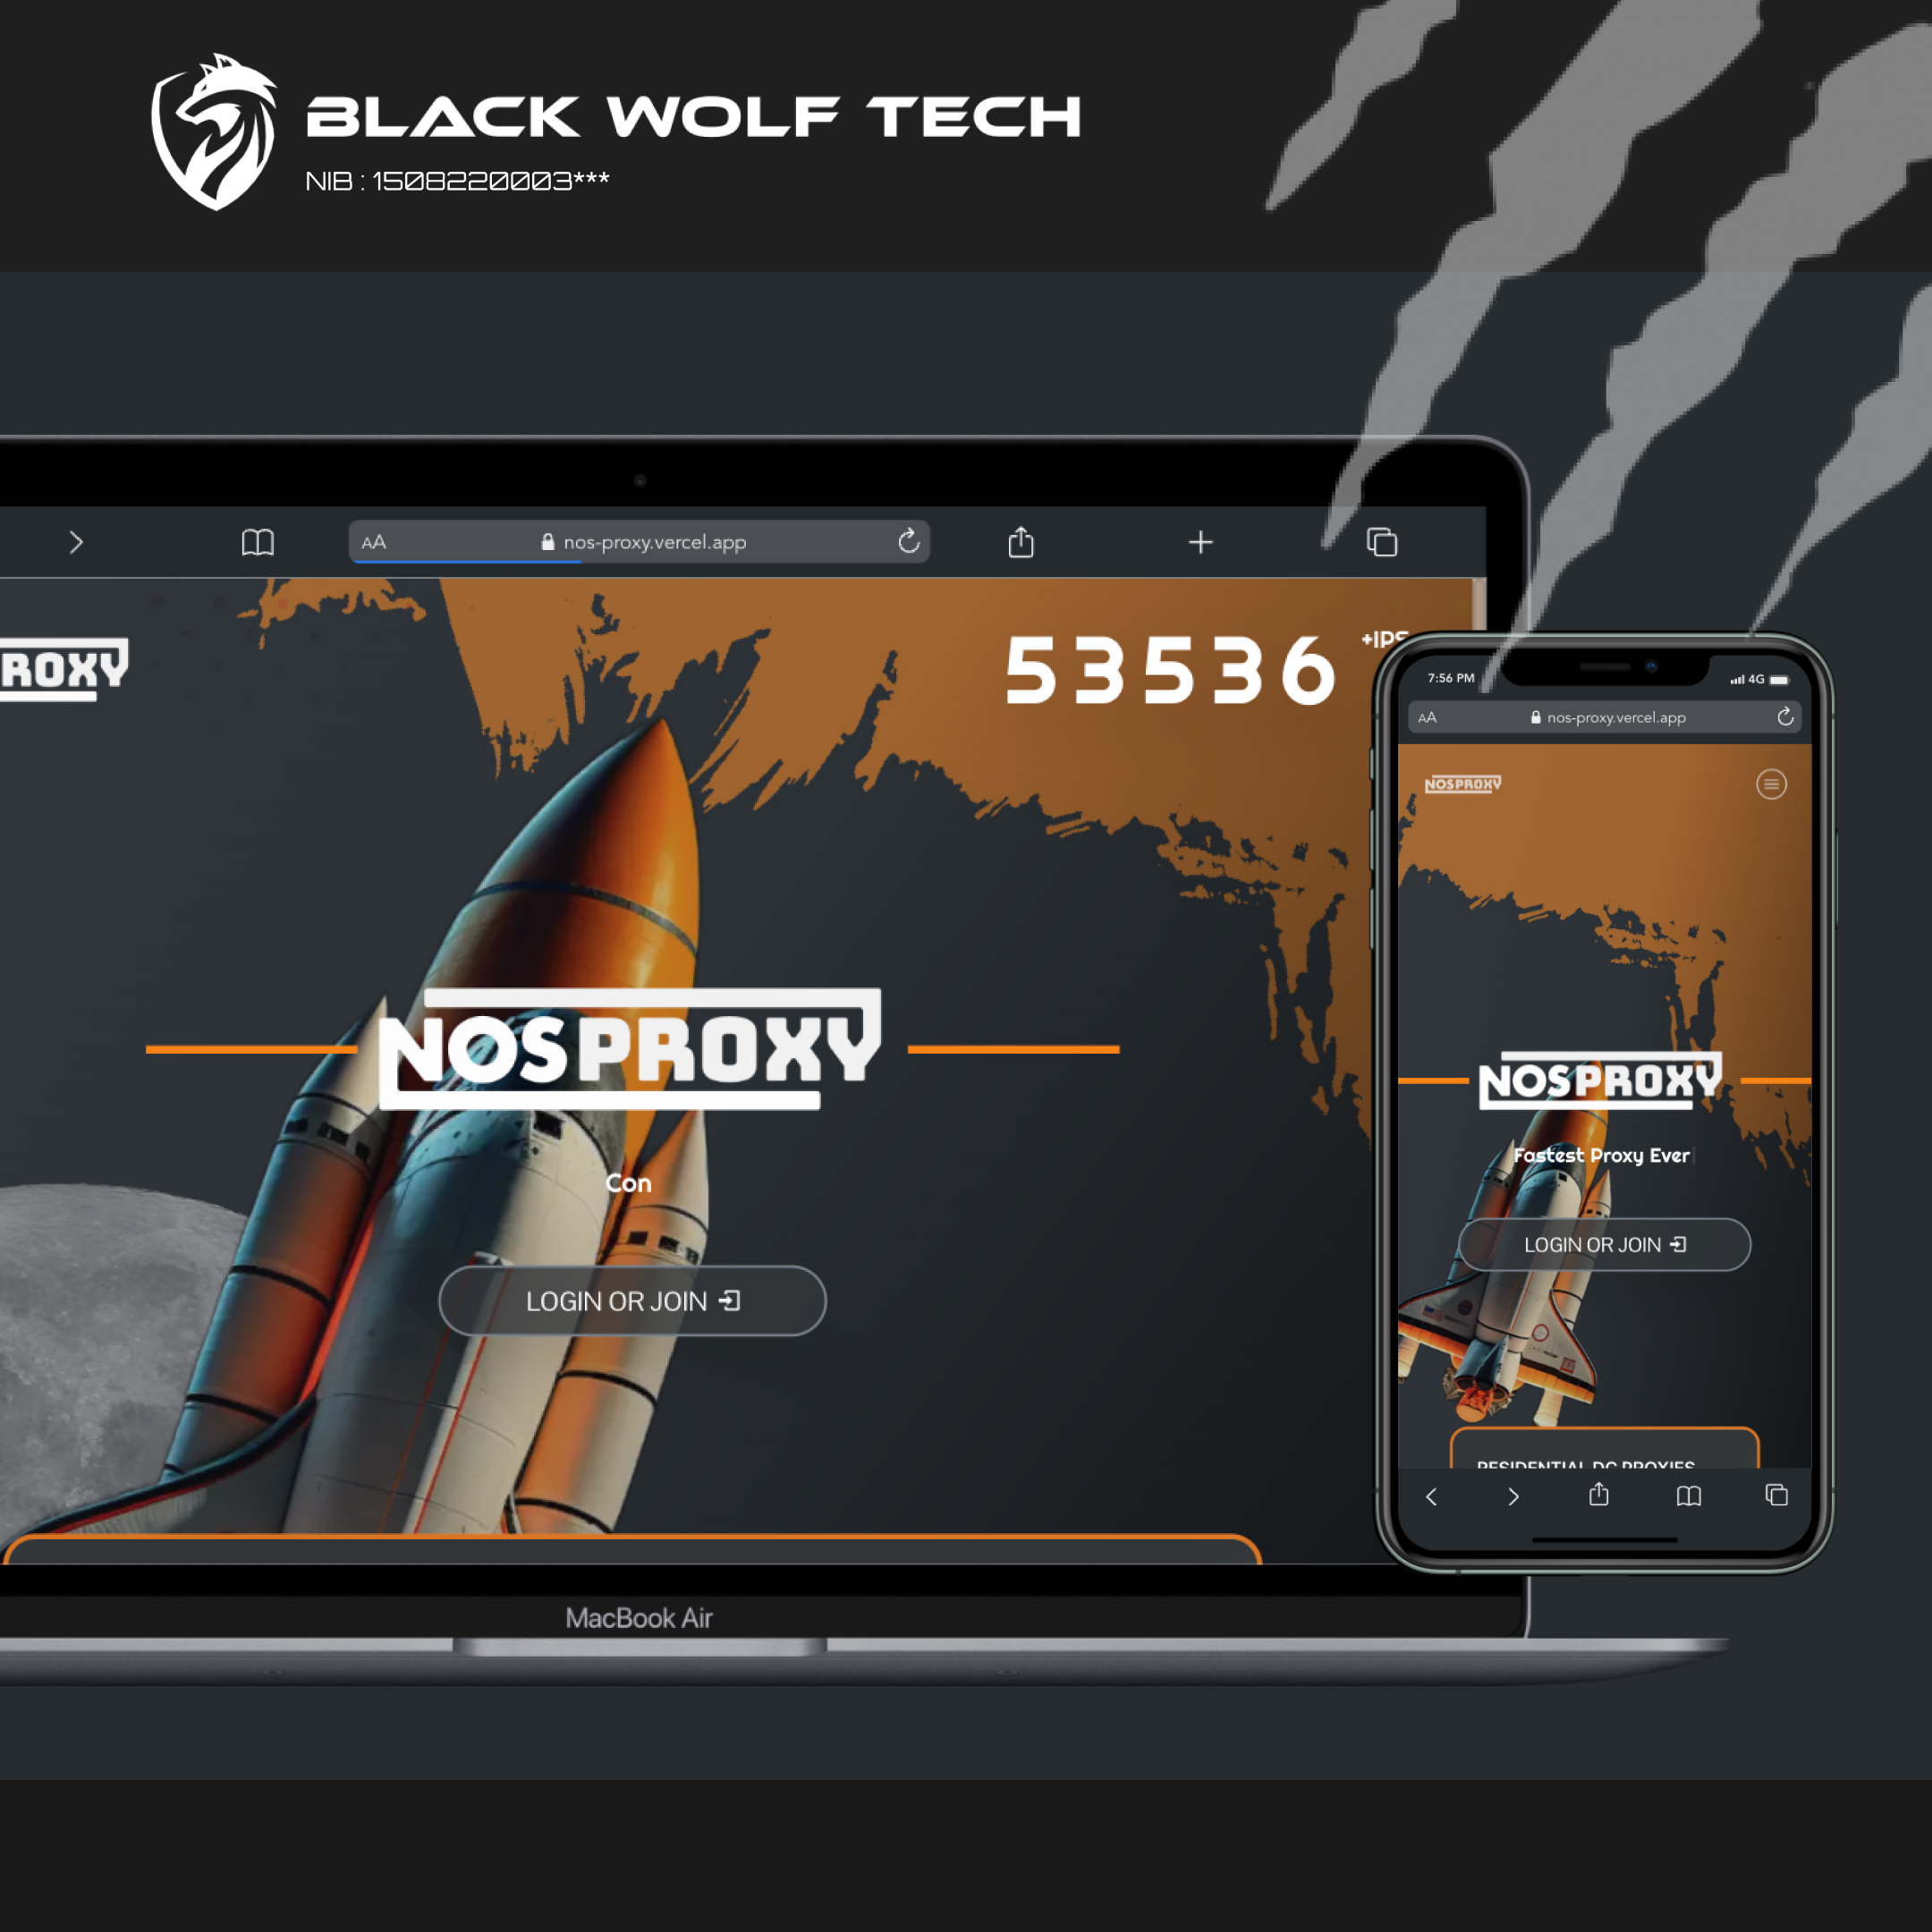 BLACK WOLF TECH
NIB : 1508220003***
AA nos-proxy.vercel.app
ROXY
53536 +IPS
NOSPROXY
Con
LOGIN OR JOIN
MacBook Air
7:56 PM 4G
AA nos-proxy.vercel.app
NOSPROXY
NOSPROXY
Fastest Proxy Ever
LOGIN OR JOIN
RESIDENTIAL DC PROXIES